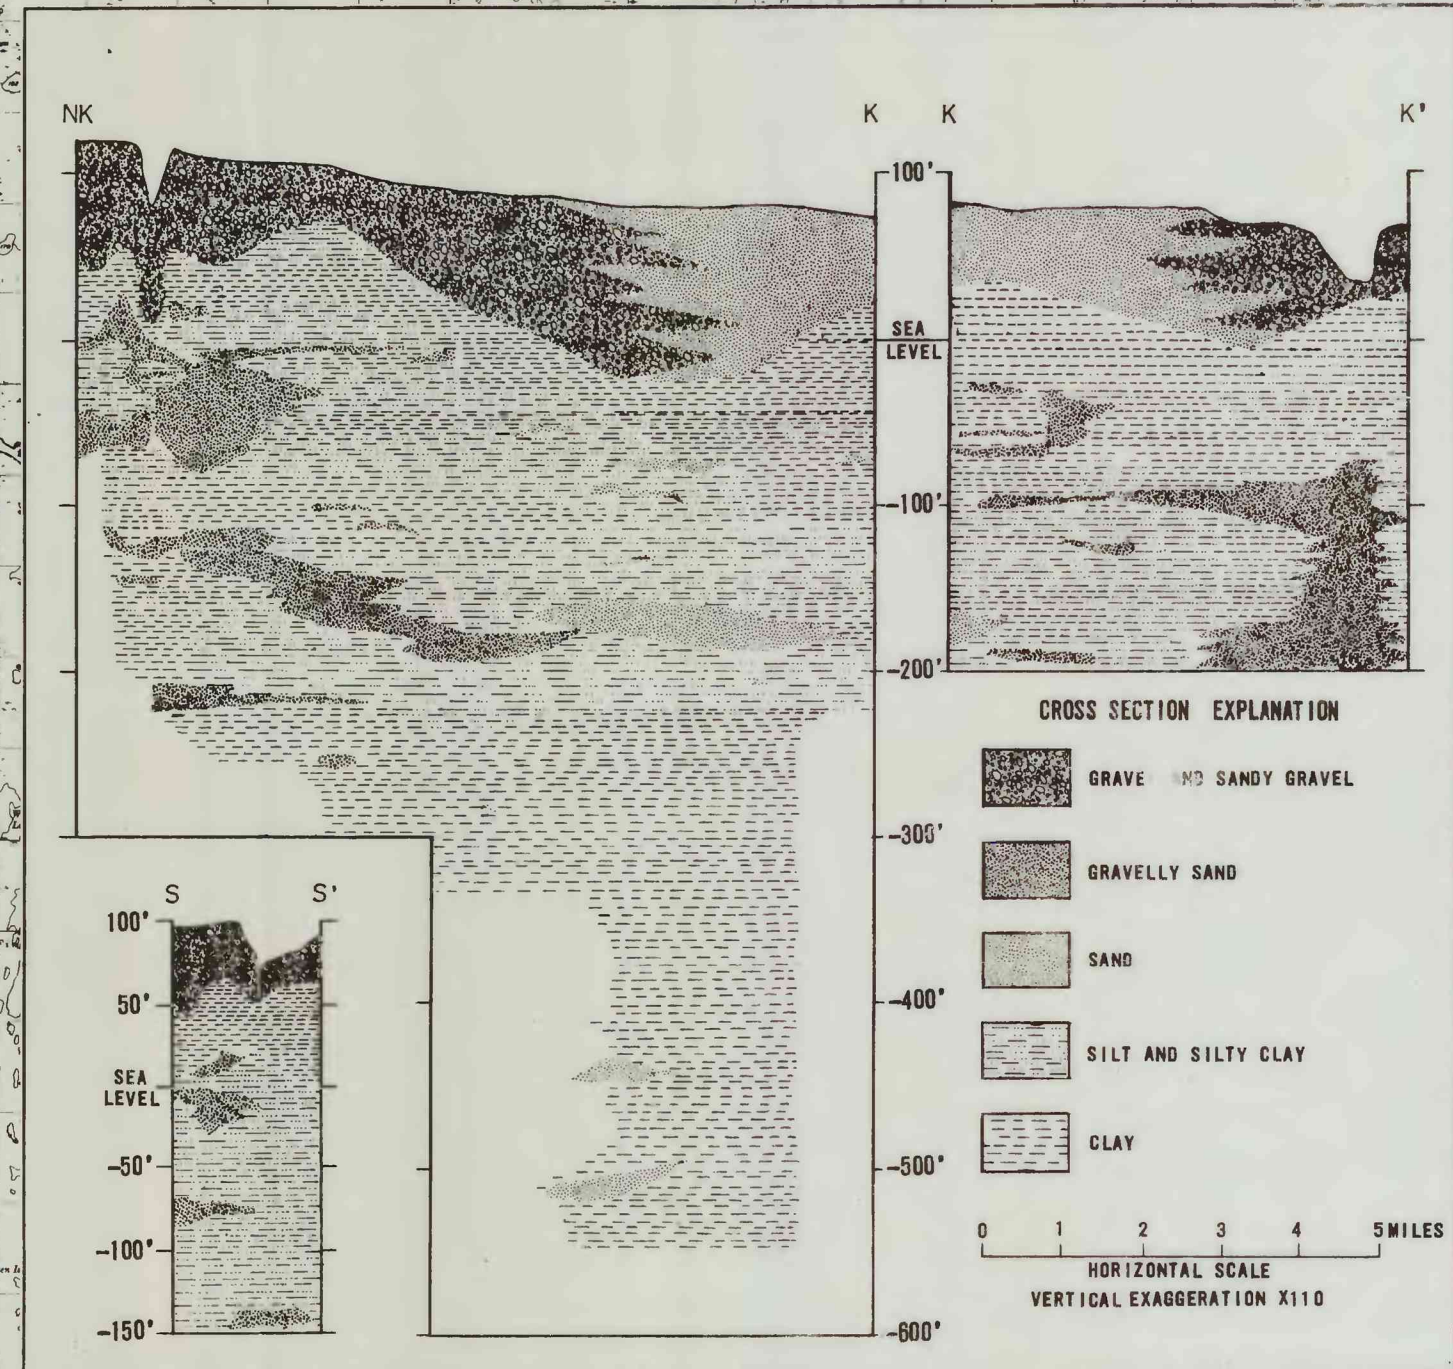 NK K K K'
100'
SEA
LEVEL
-100'
-200'
-300'
-400'
-500'
-600'
S S'
100'
50'
SEA
LEVEL
-50'
-100'
-150'
CROSS SECTION EXPLANATION
GRAVE ND SANDY GRAVEL
GRAVELLY SAND
SAND
SILT AND SILTY CLAY
CLAY
0 1 2 3 4 5 MILES
HORIZONTAL SCALE
VERTICAL EXAGGERATION X110